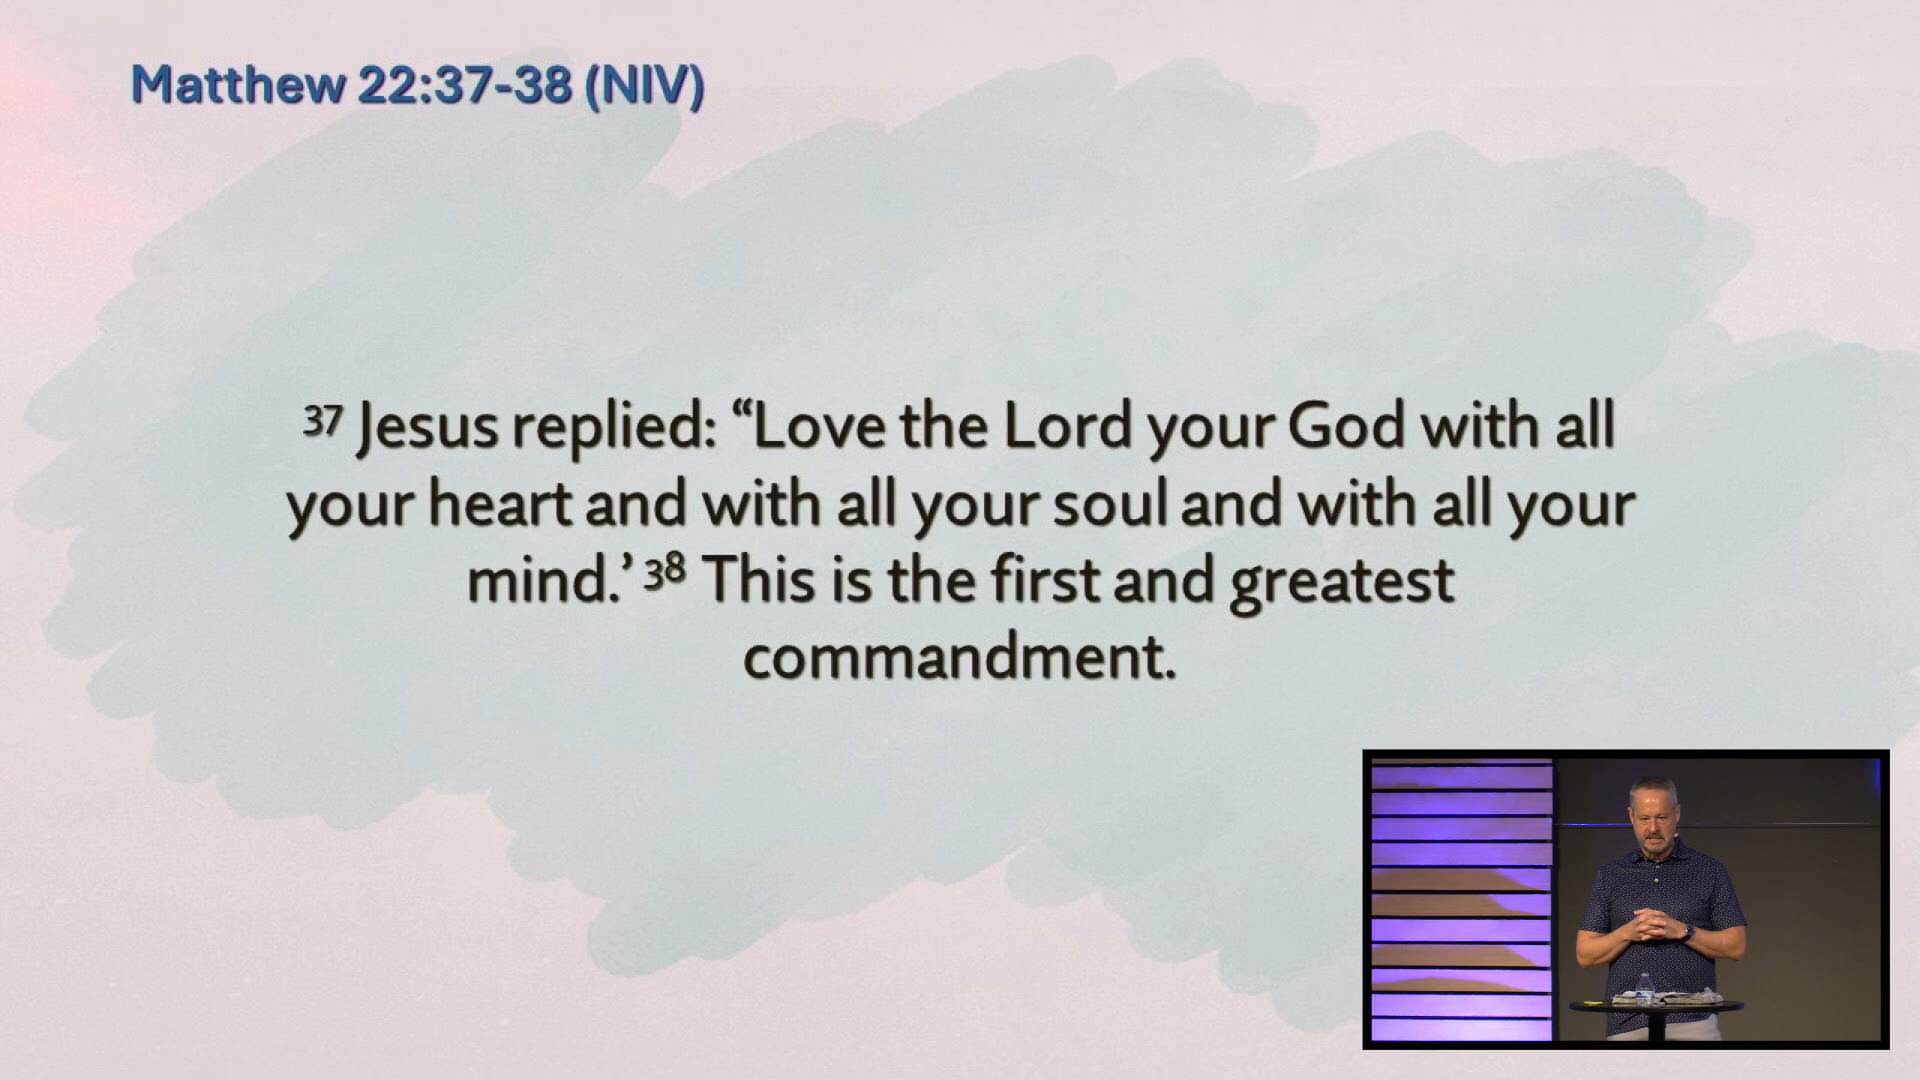 Matthew 22:37-38 (NIV)
³⁷ Jesus replied: “Love the Lord your God with all
your heart and with all your soul and with all your
mind.’ ³⁸ This is the first and greatest
commandment.